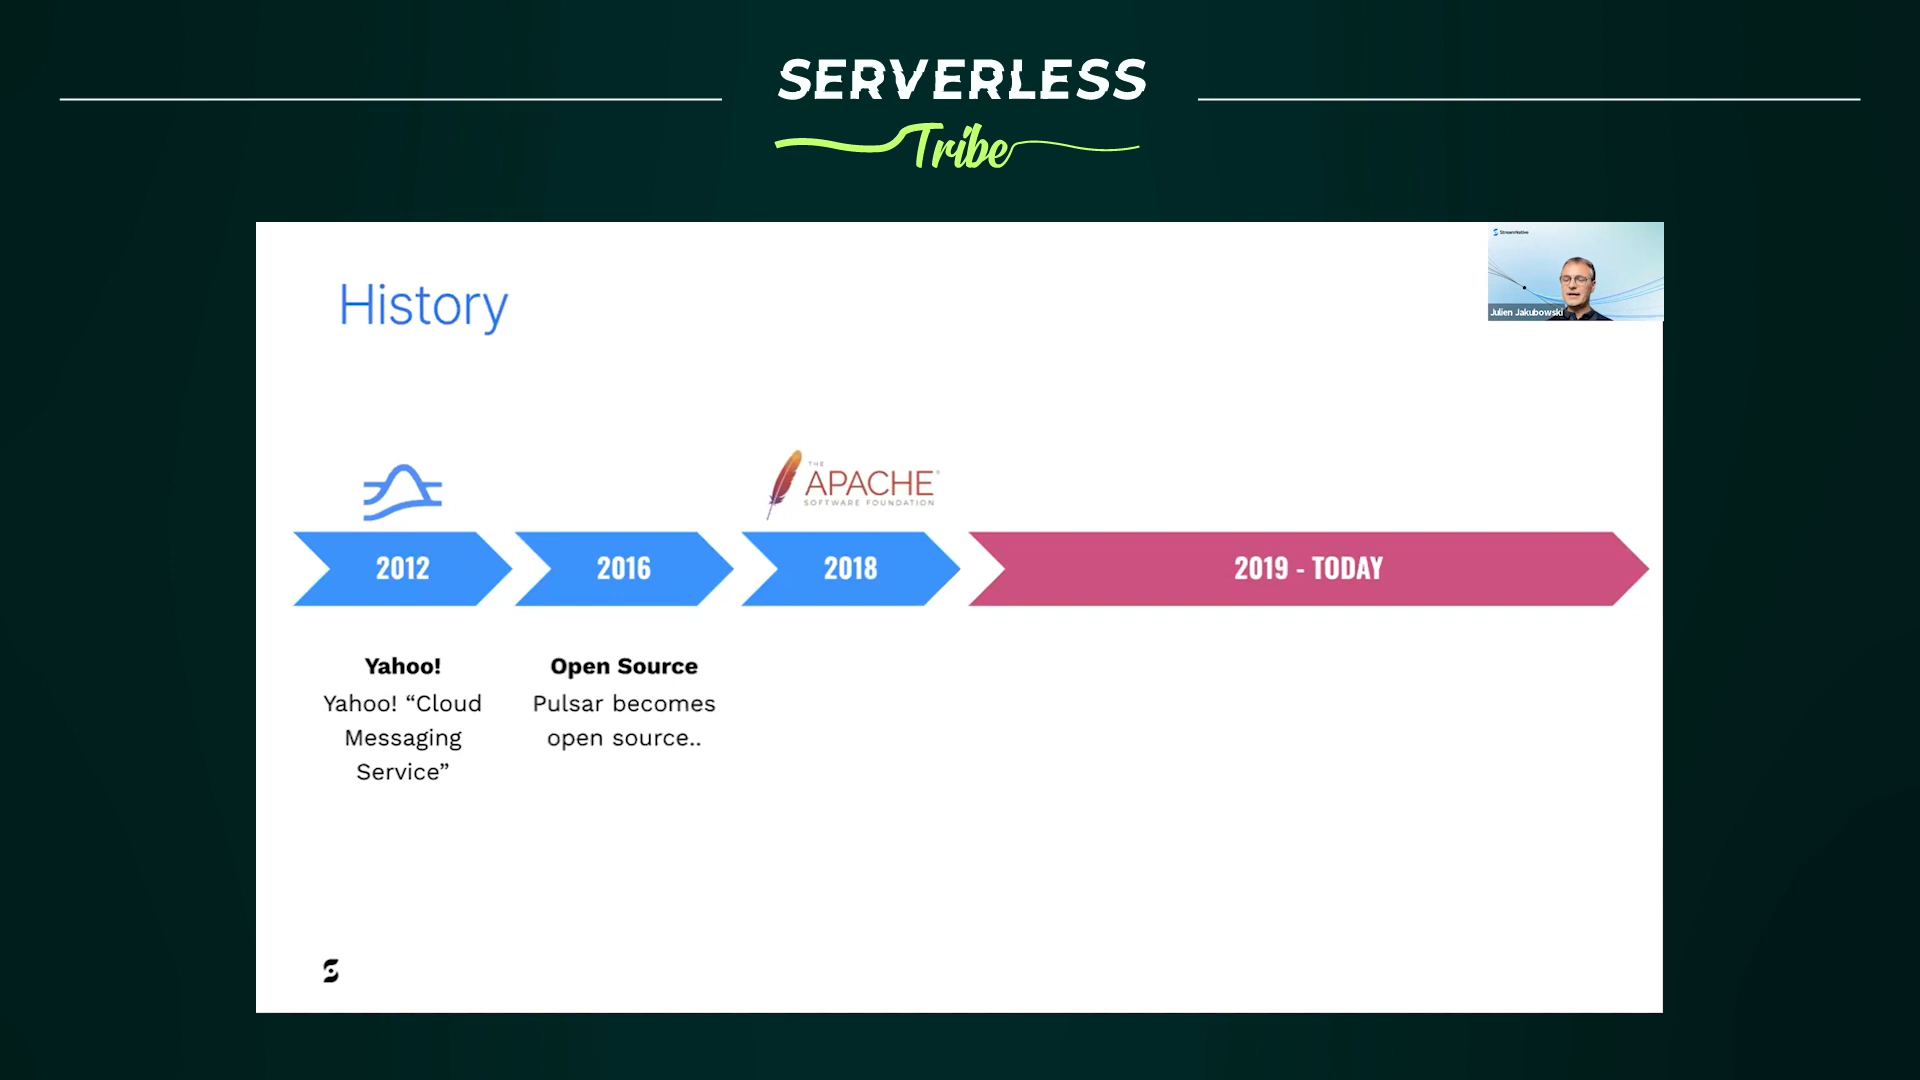 SERVERLESS
Tribe
History
StreamNative
Julien Jakubowski
THE
APACHE®
SOFTWARE FOUNDATION
2012
2016
2018
2019 - TODAY
Yahoo!
Yahoo! “Cloud
Messaging
Service”
Open Source
Pulsar becomes
open source..